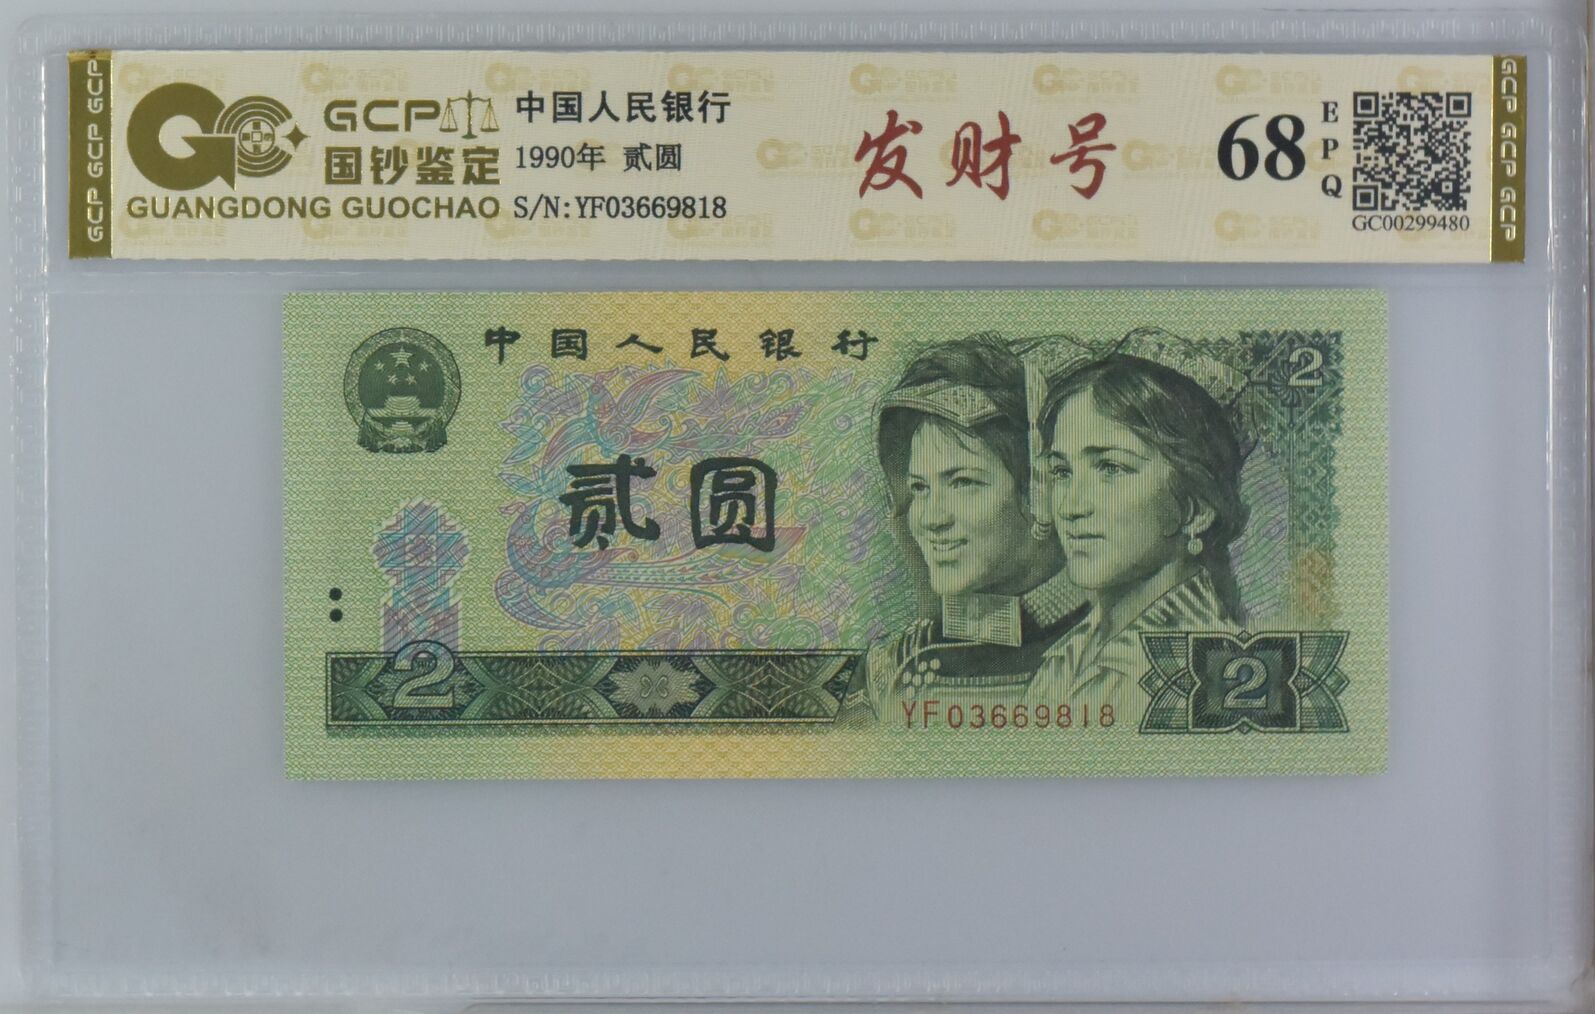 GCP GCP GCP
GCP
国钞鉴定
GUANGDONG GUOCHAO
中国人民银行
1990年 贰圆
S/N:YF03669818
发财号
68
EPQ
GC00299480
GCP GCP GCP
中国人民银行
2
贰圆
2
YF03669818
2